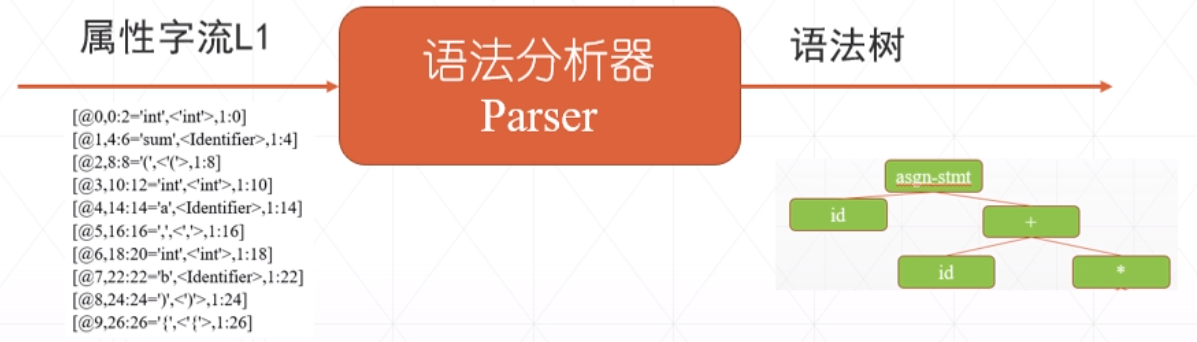 属性字流L1
语法分析器
Parser
语法树
[@0,0:2='int',<'int'>,1:0]
[@1,4:6='sum',<Identifier>,1:4]
[@2,8:8='(',<'('>,1:8]
[@3,10:12='int',<'int'>,1:10]
[@4,14:14='a',<Identifier>,1:14]
[@5,16:16=',',<','>,1:16]
[@6,18:20='int',<'int'>,1:18]
[@7,22:22='b',<Identifier>,1:22]
[@8,24:24=')',<')'>,1:24]
[@9,26:26='{',<'{'>,1:26]
asgn-stmt
id
+
id
*